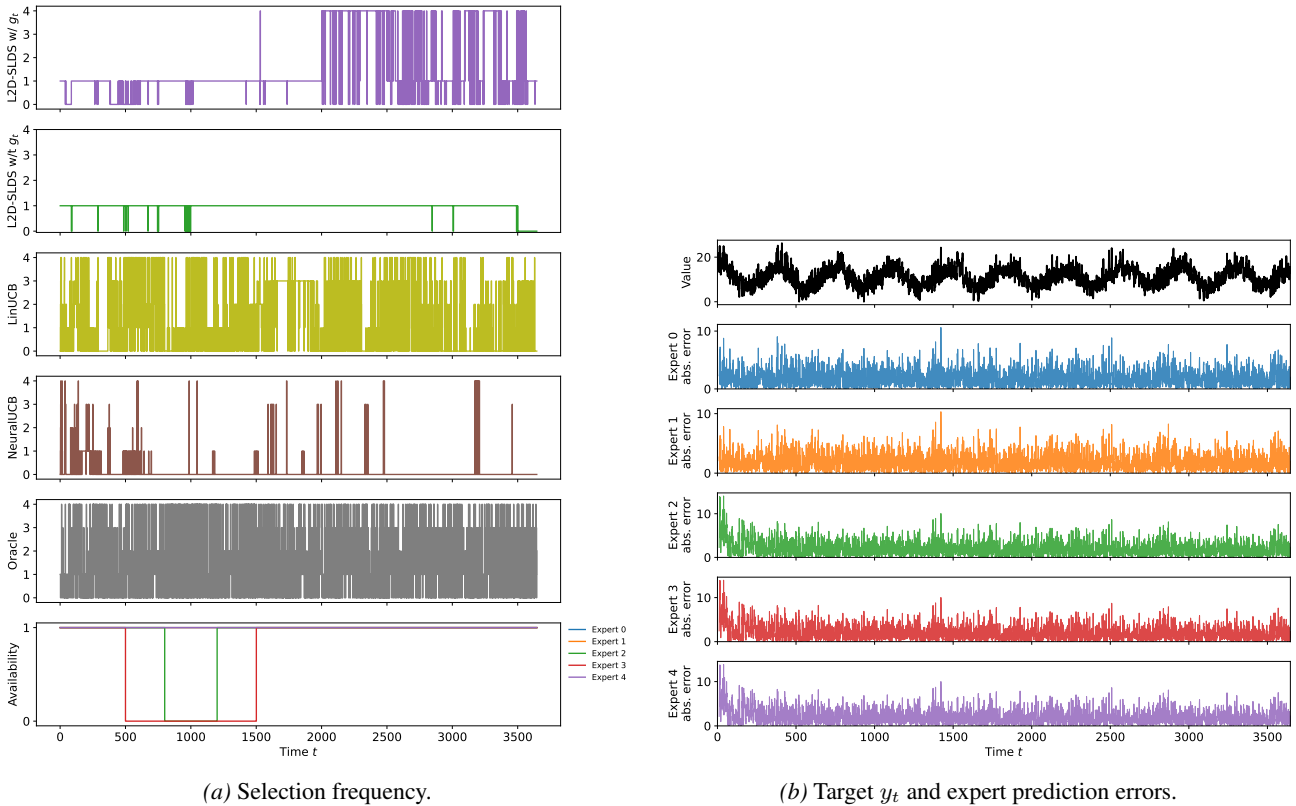 L2D-SLDS w/ g_t
4
3
2
1
0
L2D-SLDS w/t g_t
4
3
2
1
0
LinUCB
4
3
2
1
0
NeuralUCB
4
3
2
1
0
Oracle
4
3
2
1
0
Availability
1
0
Expert 0
Expert 1
Expert 2
Expert 3
Expert 4
0 500 1000 1500 2000 2500 3000 3500
Time t
(a) Selection frequency.
Value
20
0
Expert 0
abs. error
10
0
Expert 1
abs. error
10
0
Expert 2
abs. error
10
0
Expert 3
abs. error
10
0
Expert 4
abs. error
10
0
0 500 1000 1500 2000 2500 3000 3500
Time t
(b) Target y_t and expert prediction errors.